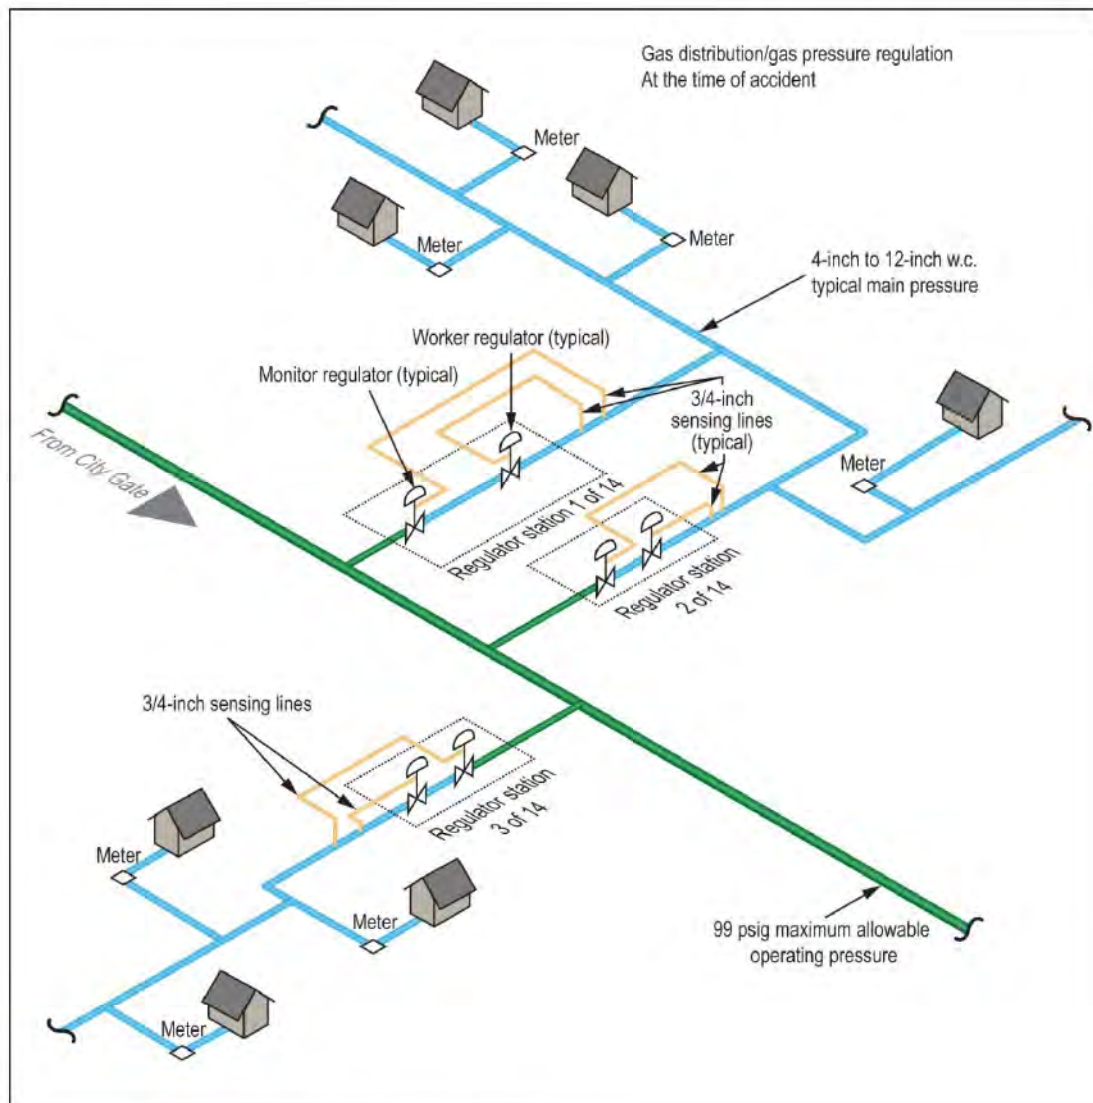 Gas distribution/gas pressure regulation
At the time of accident
Meter
Meter
Meter
4-inch to 12-inch w.c.
typical main pressure
Worker regulator (typical)
Monitor regulator (typical)
3/4-inch
sensing lines
(typical)
From City Gate
Meter
Regulator station 1 of 14
Regulator station
2 of 14
3/4-inch sensing lines
Regulator station
3 of 14
Meter
Meter
99 psig maximum allowable
operating pressure
Meter